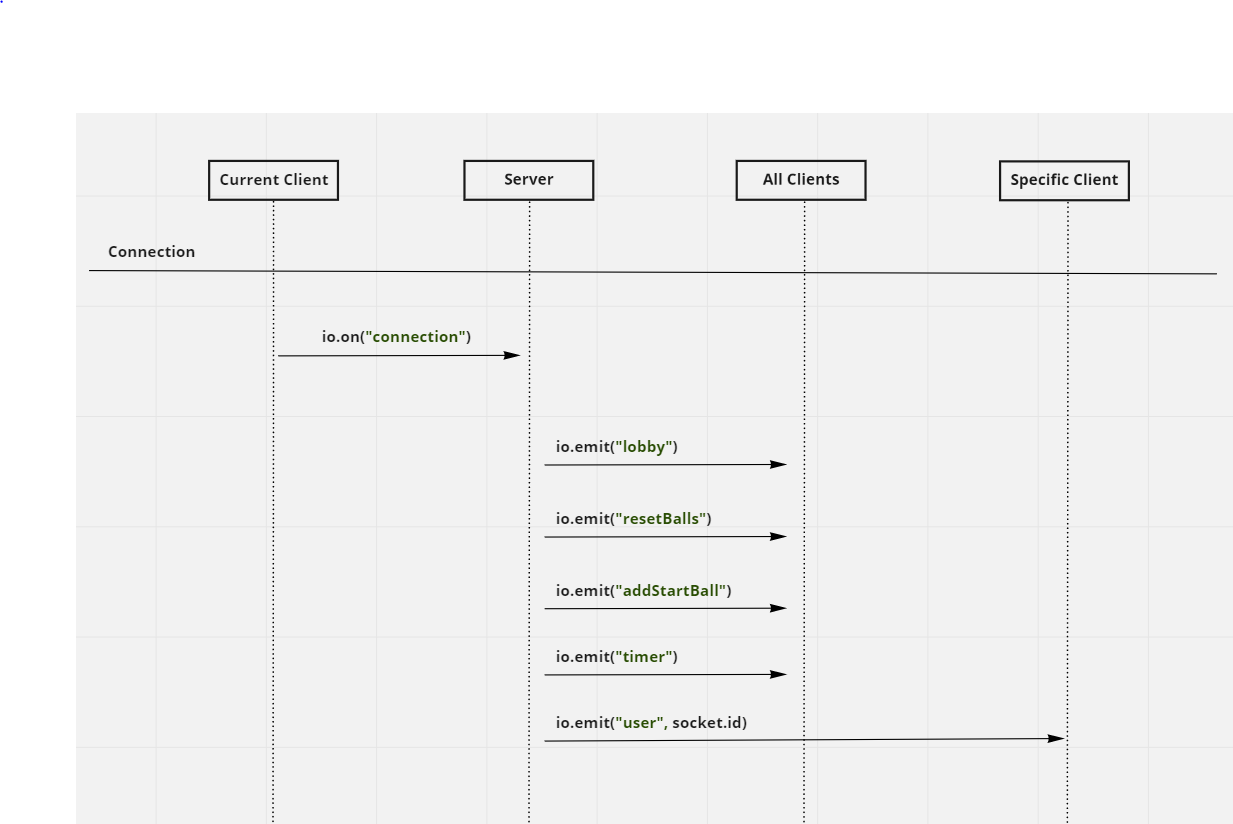 Current Client
Server
All Clients
Specific Client
Connection
io.on("connection")
io.emit("lobby")
io.emit("resetBalls")
io.emit("addStartBall")
io.emit("timer")
io.emit("user", socket.id)